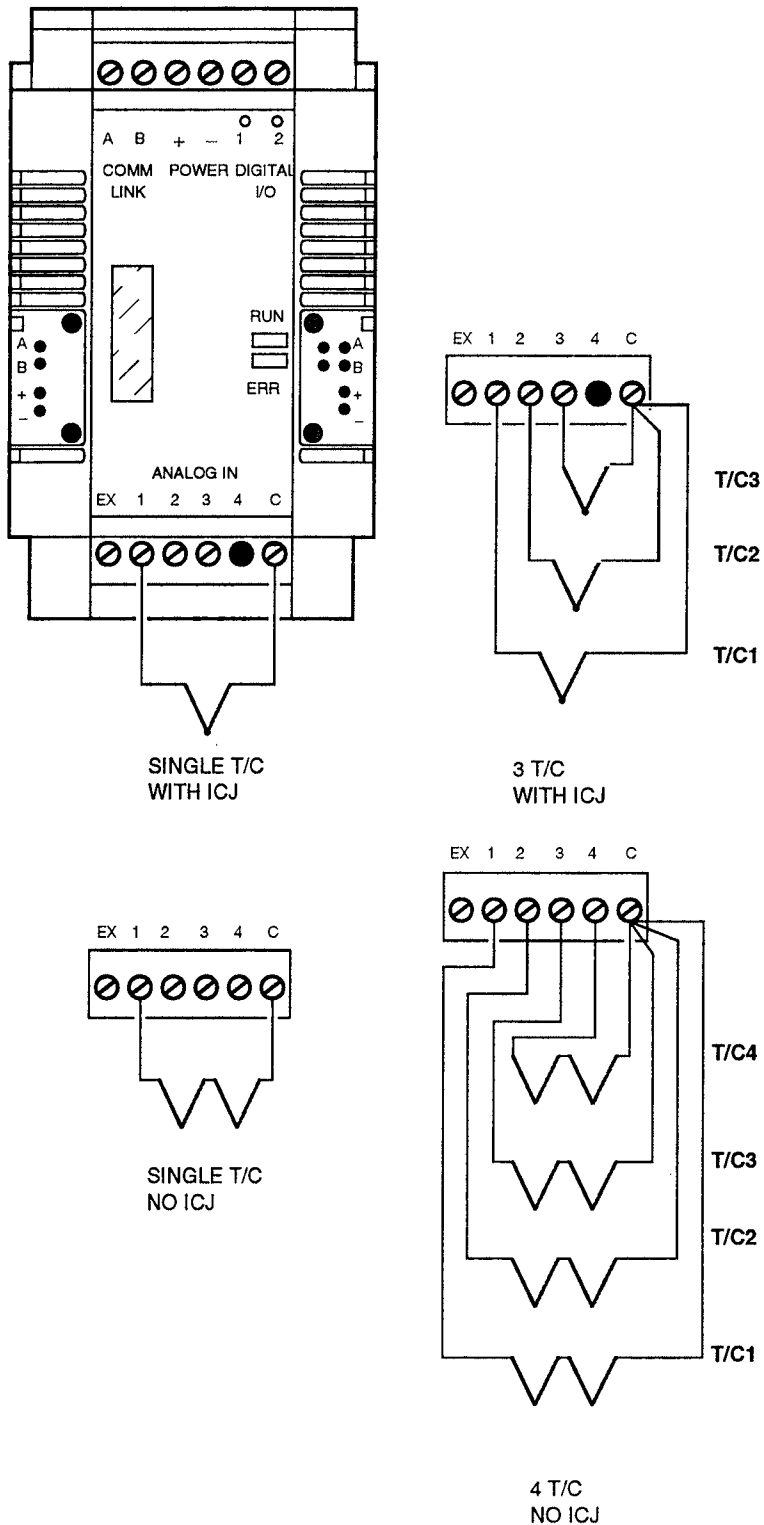 A B + – 1 2
COMM POWER DIGITAL
LINK I/O
RUN
A A
B B
+ +
– –
ERR
ANALOG IN
EX 1 2 3 4 C
SINGLE T/C
WITH ICJ
EX 1 2 3 4 C
T/C3
T/C2
T/C1
3 T/C
WITH ICJ
EX 1 2 3 4 C
SINGLE T/C
NO ICJ
EX 1 2 3 4 C
T/C4
T/C3
T/C2
T/C1
4 T/C
NO ICJ